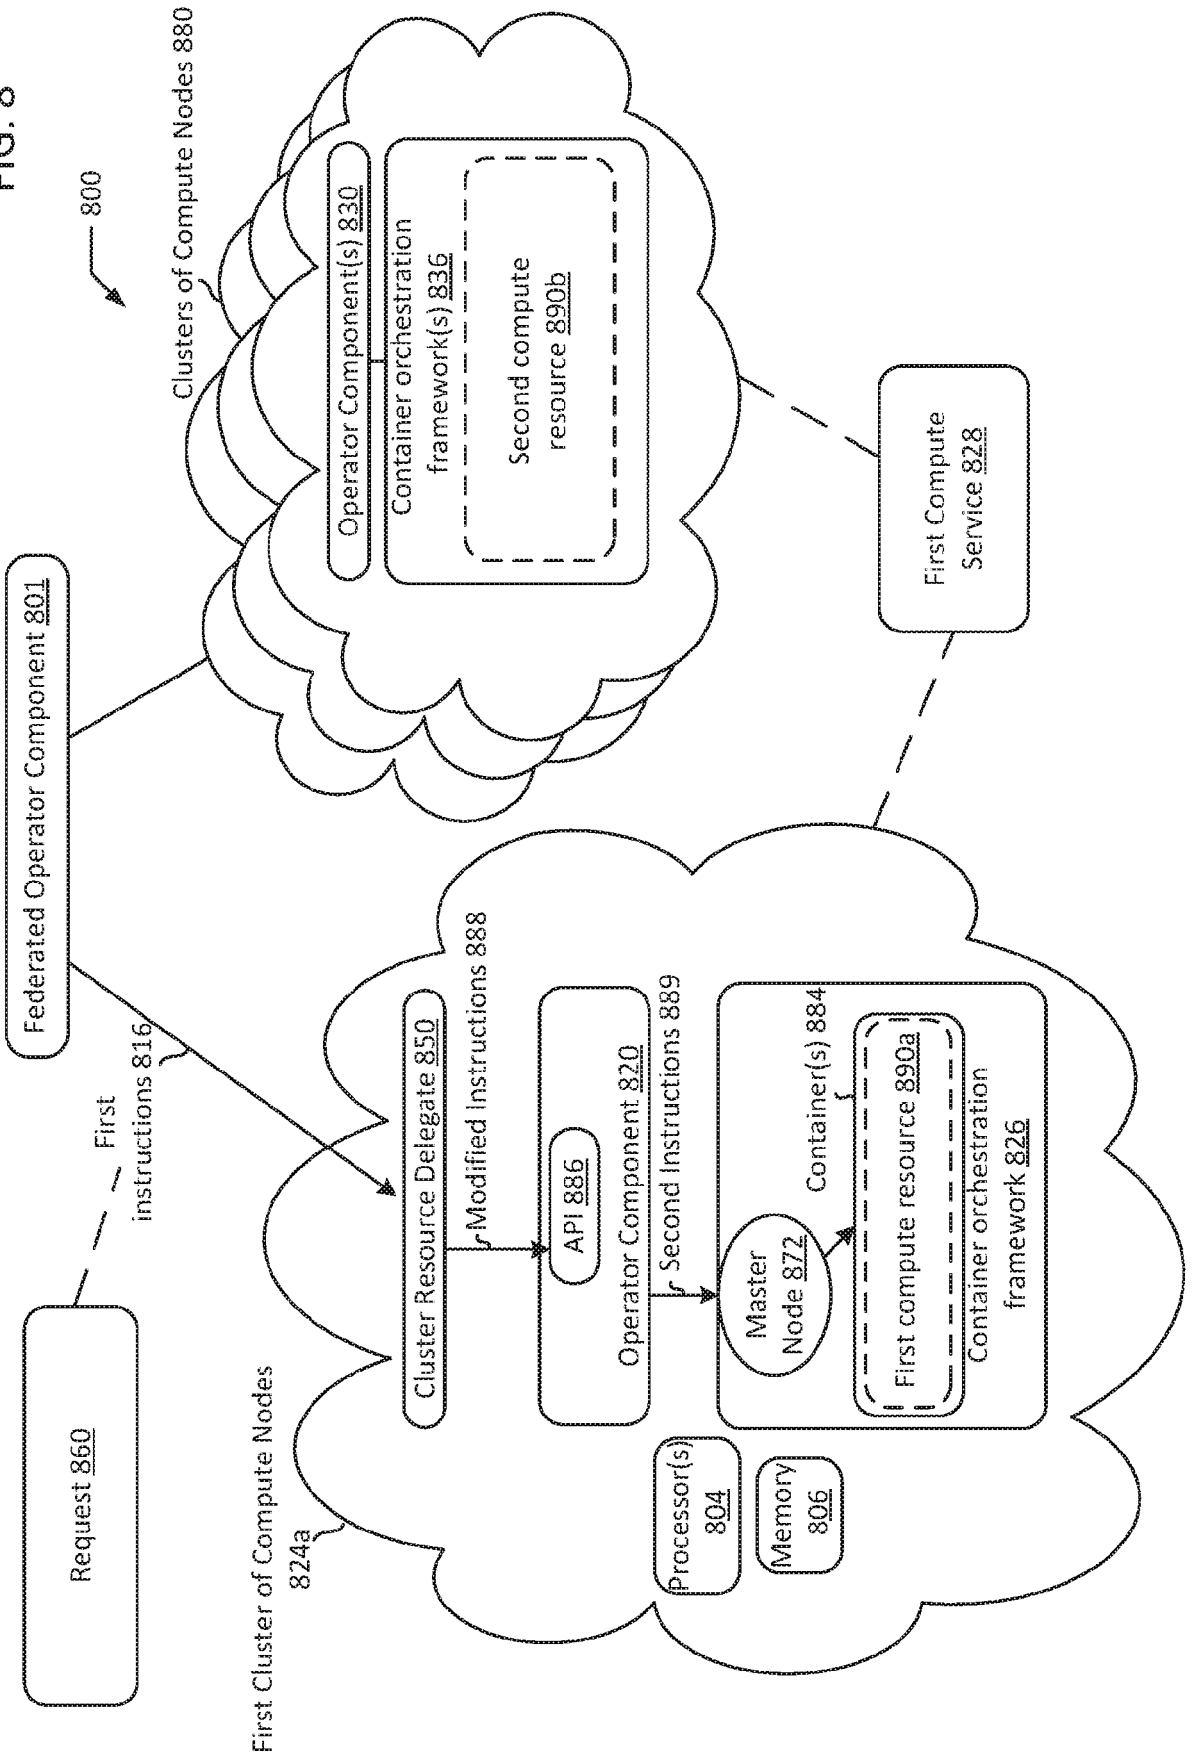 FIG. 8
800
Federated Operator Component 801
Request 860
First
instructions 816
Clusters of Compute Nodes 880
First Cluster of Compute Nodes
824a
Cluster Resource Delegate 850
Modified Instructions 888
API 886
Operator Component 820
Second Instructions 889
Master
Node 872
Container(s) 884
First compute resource 890a
Container orchestration
framework 826
Processor(s)
804
Memory
806
Operator Component(s) 830
Container orchestration
framework(s) 836
Second compute
resource 890b
First Compute
Service 828